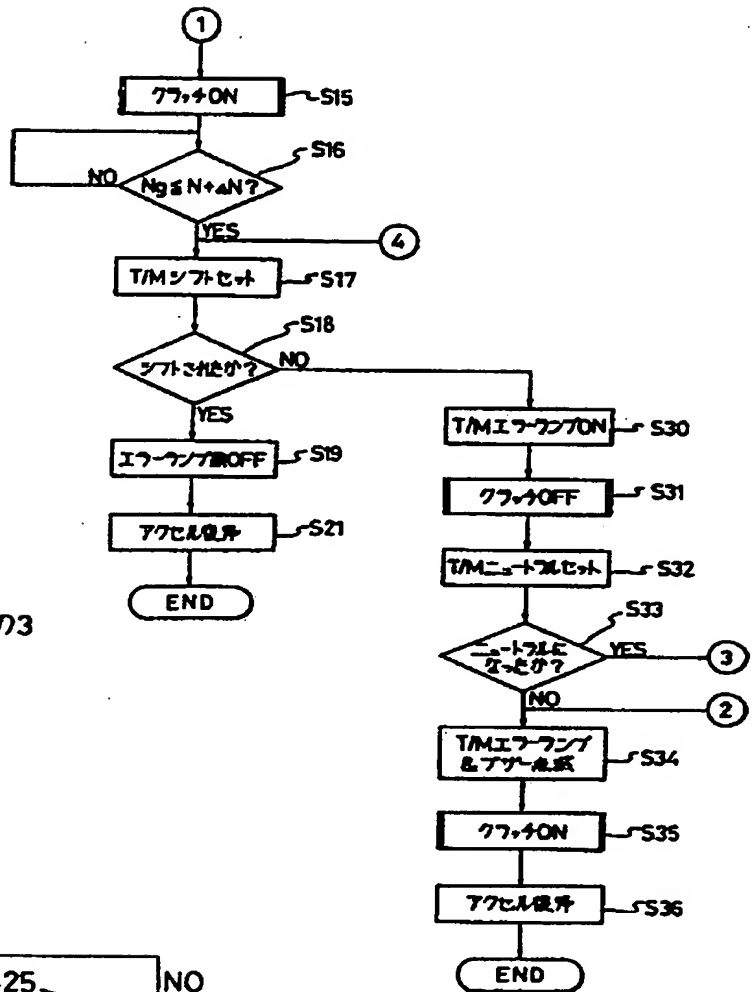 1
クラッチON
S15
S16
NO
Ng≦N+ΔN?
YES
4
T/Mシフトセット
S17
S18
シフトされたか?
NO
YES
T/MエラーランプON
S30
エラーランプ OFF
S19
クラッチOFF
S31
アクセル復帰
S21
T/Mニュートラルセット
S32
END
S33
の3
ニュートラルに
なったか?
YES
3
NO
2
T/Mエラーランプ
&ブザー点滅
S34
クラッチON
S35
アクセル復帰
S36
25
NO
END